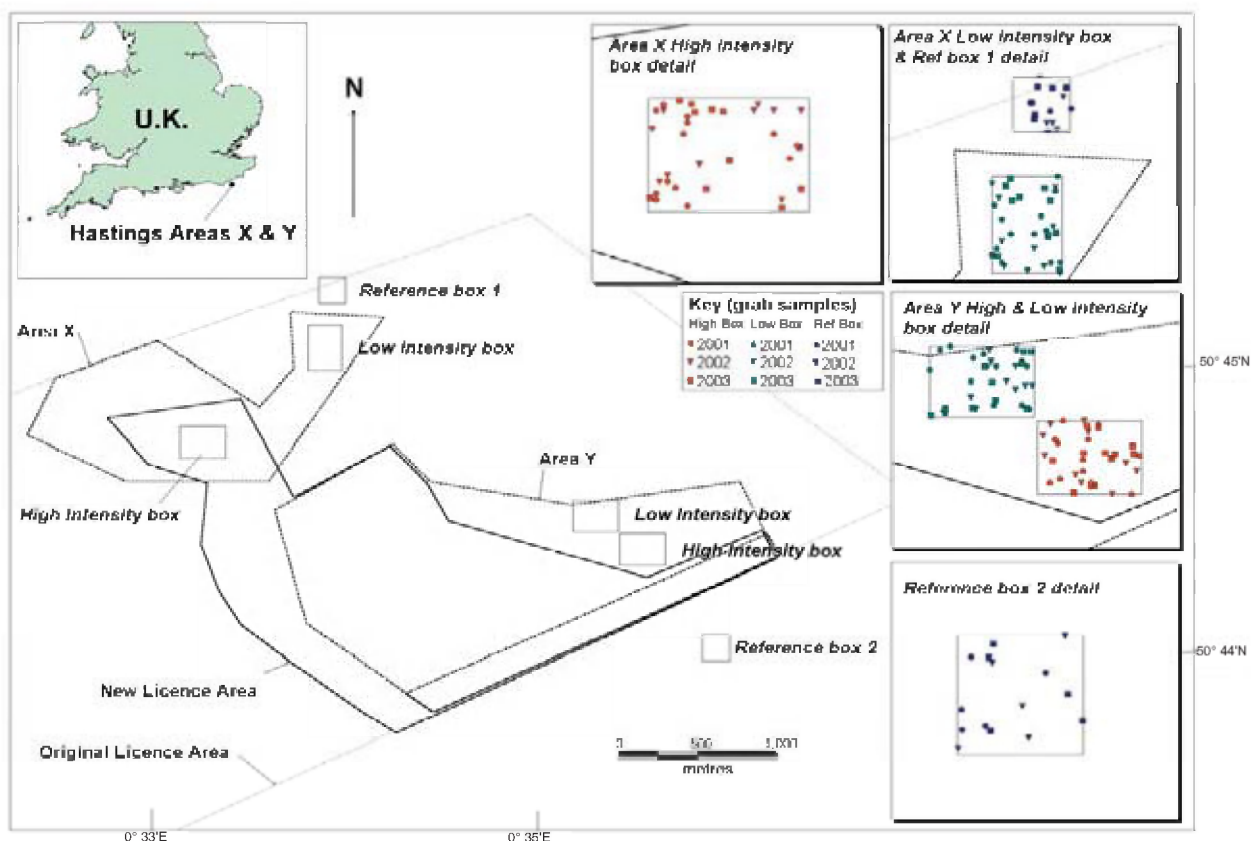 U.K.
Hastings Areas X & Y
N
Area X High intensity
box detail
Area X Low intensity box
& Ref box 1 detail
Reference box 1
Area X
Low intensity box
Key (grab samples)
High Box Low Box Ref Box
2001 2001 2001
2002 2002 2002
2003 2003 2003
Area Y High & Low intensity
box detail
50° 45'N
High intensity box
Area Y
Low intensity box
High intensity box
Reference box 2 detail
Reference box 2
50° 44'N
New Licence Area
Original Licence Area
0 500 1,000
metres
0° 33'E
0° 35'E